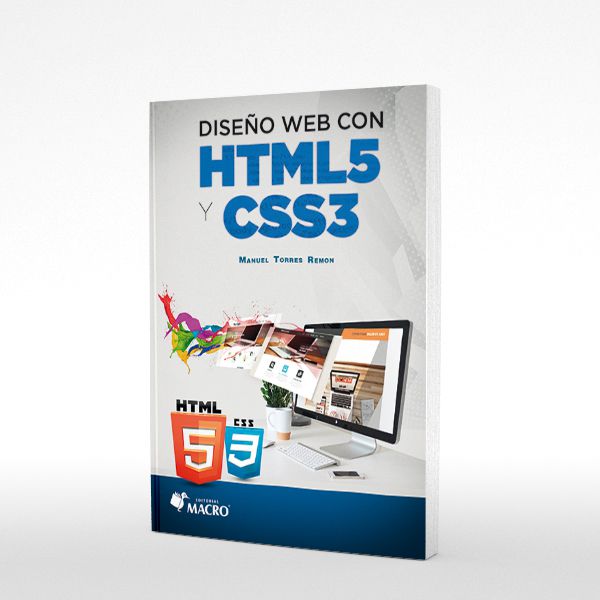 DISEÑO WEB CON
HTML5
Y CSS3
MANUEL TORRES REMON
HTML
5
CSS
3
EDITORIAL
MACRO®